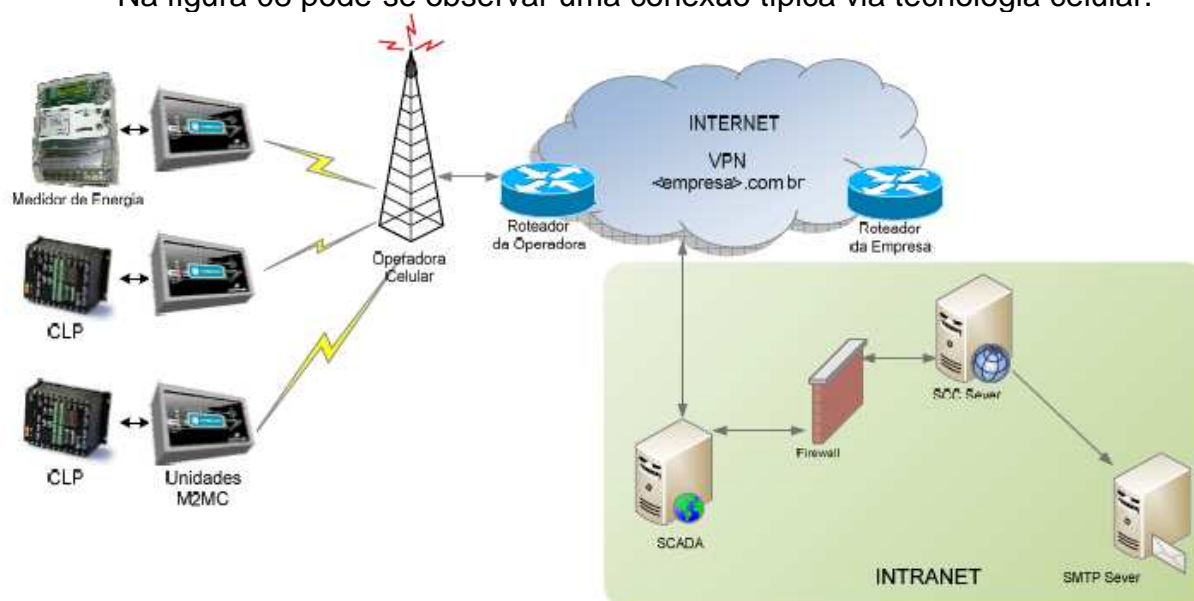 Na figura 08 pode se observar uma conexão típica via tecnologia celular.
INTERNET
VPN
<empresa>.com br
Medidor de Energia
Roteador
da Operadora
Roteador
da Empresa
Operadora
Celular
CLP
CLP
Unidades
M2MC
SCC Sever
Firewall
SCADA
INTRANET
SMTP Sever